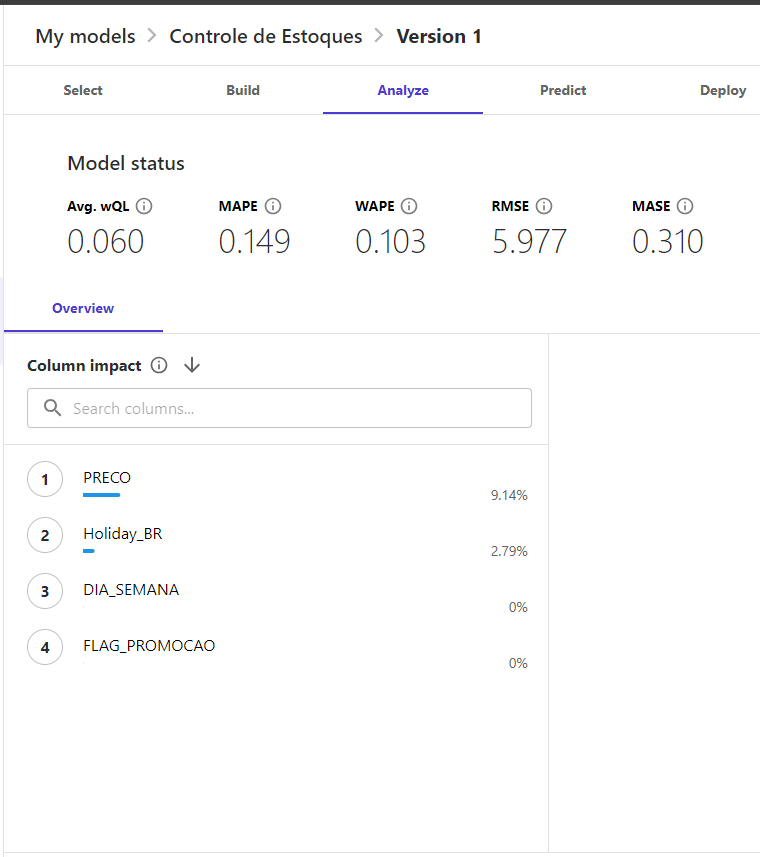 My models > Controle de Estoques > Version 1
Select Build Analyze Predict Deploy
Model status
Avg. wQL MAPE WAPE RMSE MASE
0.060 0.149 0.103 5.977 0.310
Overview
Column impact
Search columns...
1 PRECO
9.14%
2 Holiday_BR
2.79%
3 DIA_SEMANA
0%
4 FLAG_PROMOCAO
0%